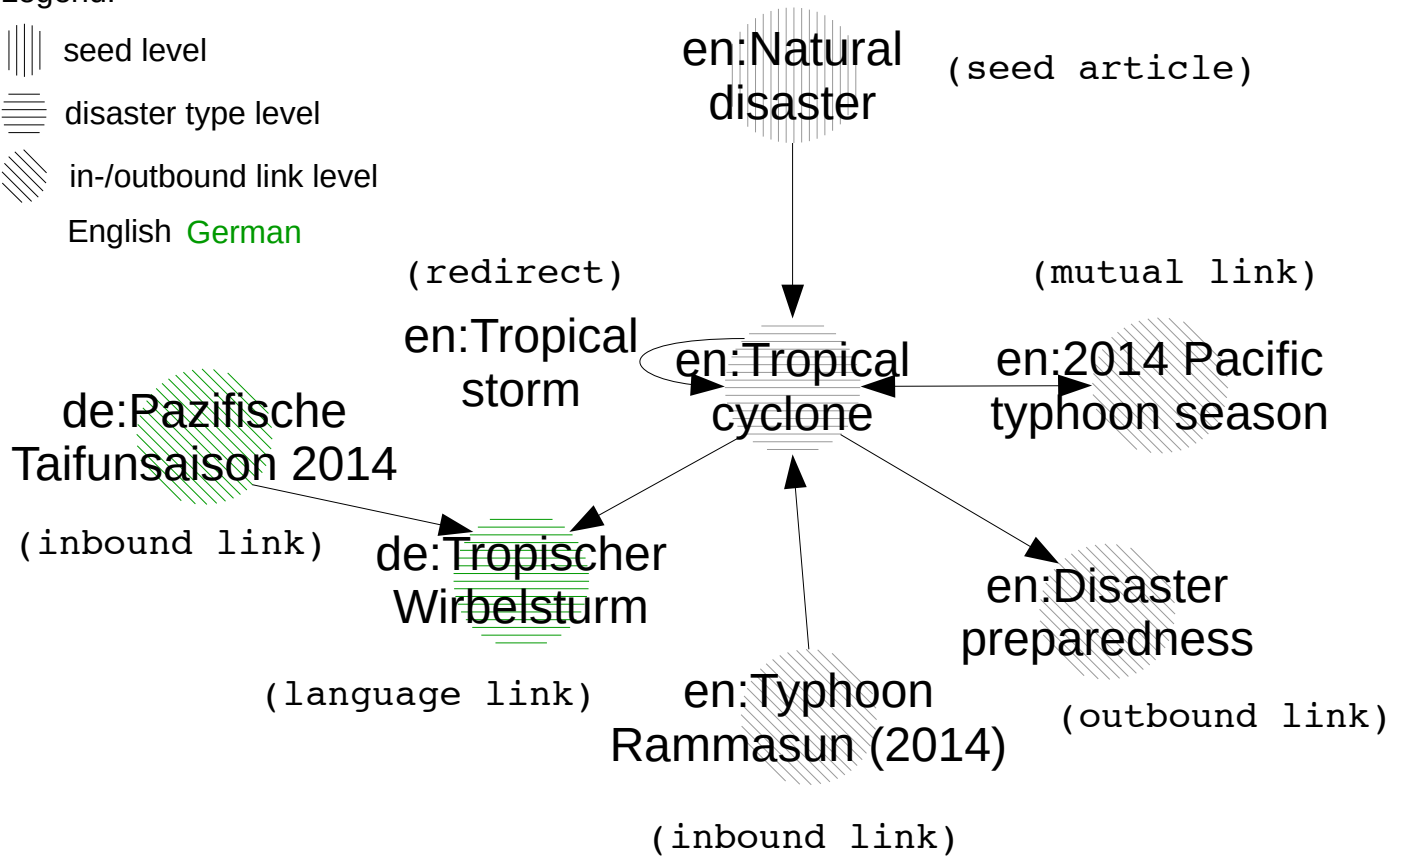 Legend:
seed level
disaster type level
in-/outbound link level
English German
en:Natural
disaster
(seed article)
(redirect)
(mutual link)
en:Tropical
storm
en:Tropical
cyclone
en:2014 Pacific
typhoon season
de:Pazifische
Taifunsaison 2014
(inbound link)
de:Tropischer
Wirbelsturm
(language link)
en:Disaster
preparedness
(outbound link)
en:Typhoon
Rammasun (2014)
(inbound link)